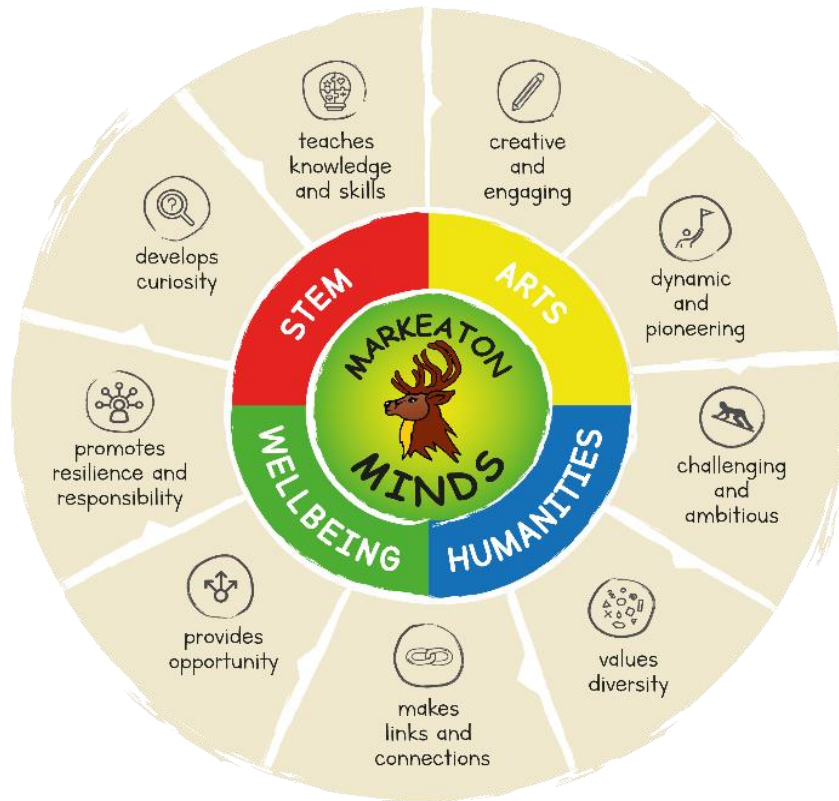 teaches
knowledge
and skills
creative
and
engaging
develops
curiosity
dynamic
and
pioneering
STEM
ARTS
MARKEATON
MINDS
promotes
resilience and
responsibility
challenging
and
ambitious
WELLBEING
HUMANITIES
provides
opportunity
values
diversity
makes
links and
connections